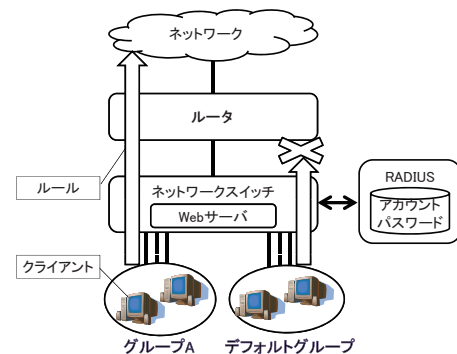 ネットワーク
ルータ
ルール
ネットワークスイッチ
Webサーバ
RADIUS
アカウント
パスワード
クライアント
グループA
デフォルトグループ